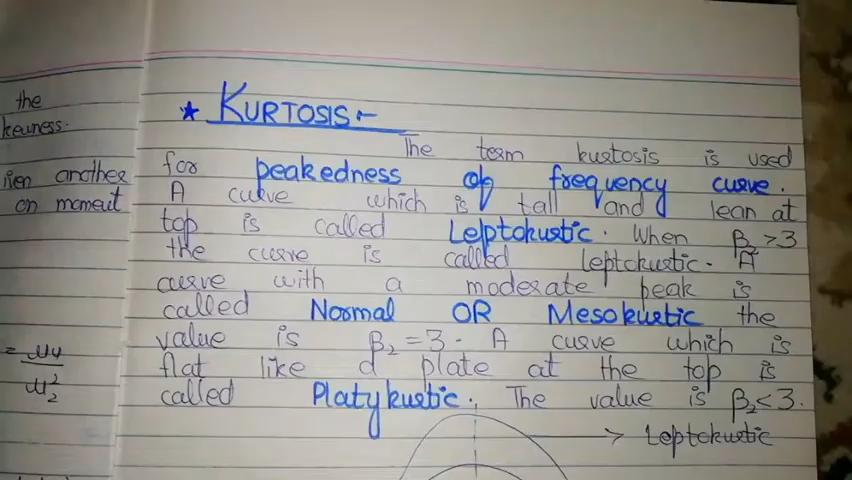 the
kewness.
another
on moment
= μ4
μ2²
* KURTOSIS:-
The term kurtosis is used
for peakedness of frequency curve.
A curve which is tall and lean at
top is called Leptokurtic. When β2 >3
the curve is called leptokurtic. A
curve with a moderate peak is
called Normal OR Mesokurtic the
value is β2 = 3. A curve which is
flat like d plate at the top is
called Platykurtic. The value is β2 < 3.
→ Leptokurtic